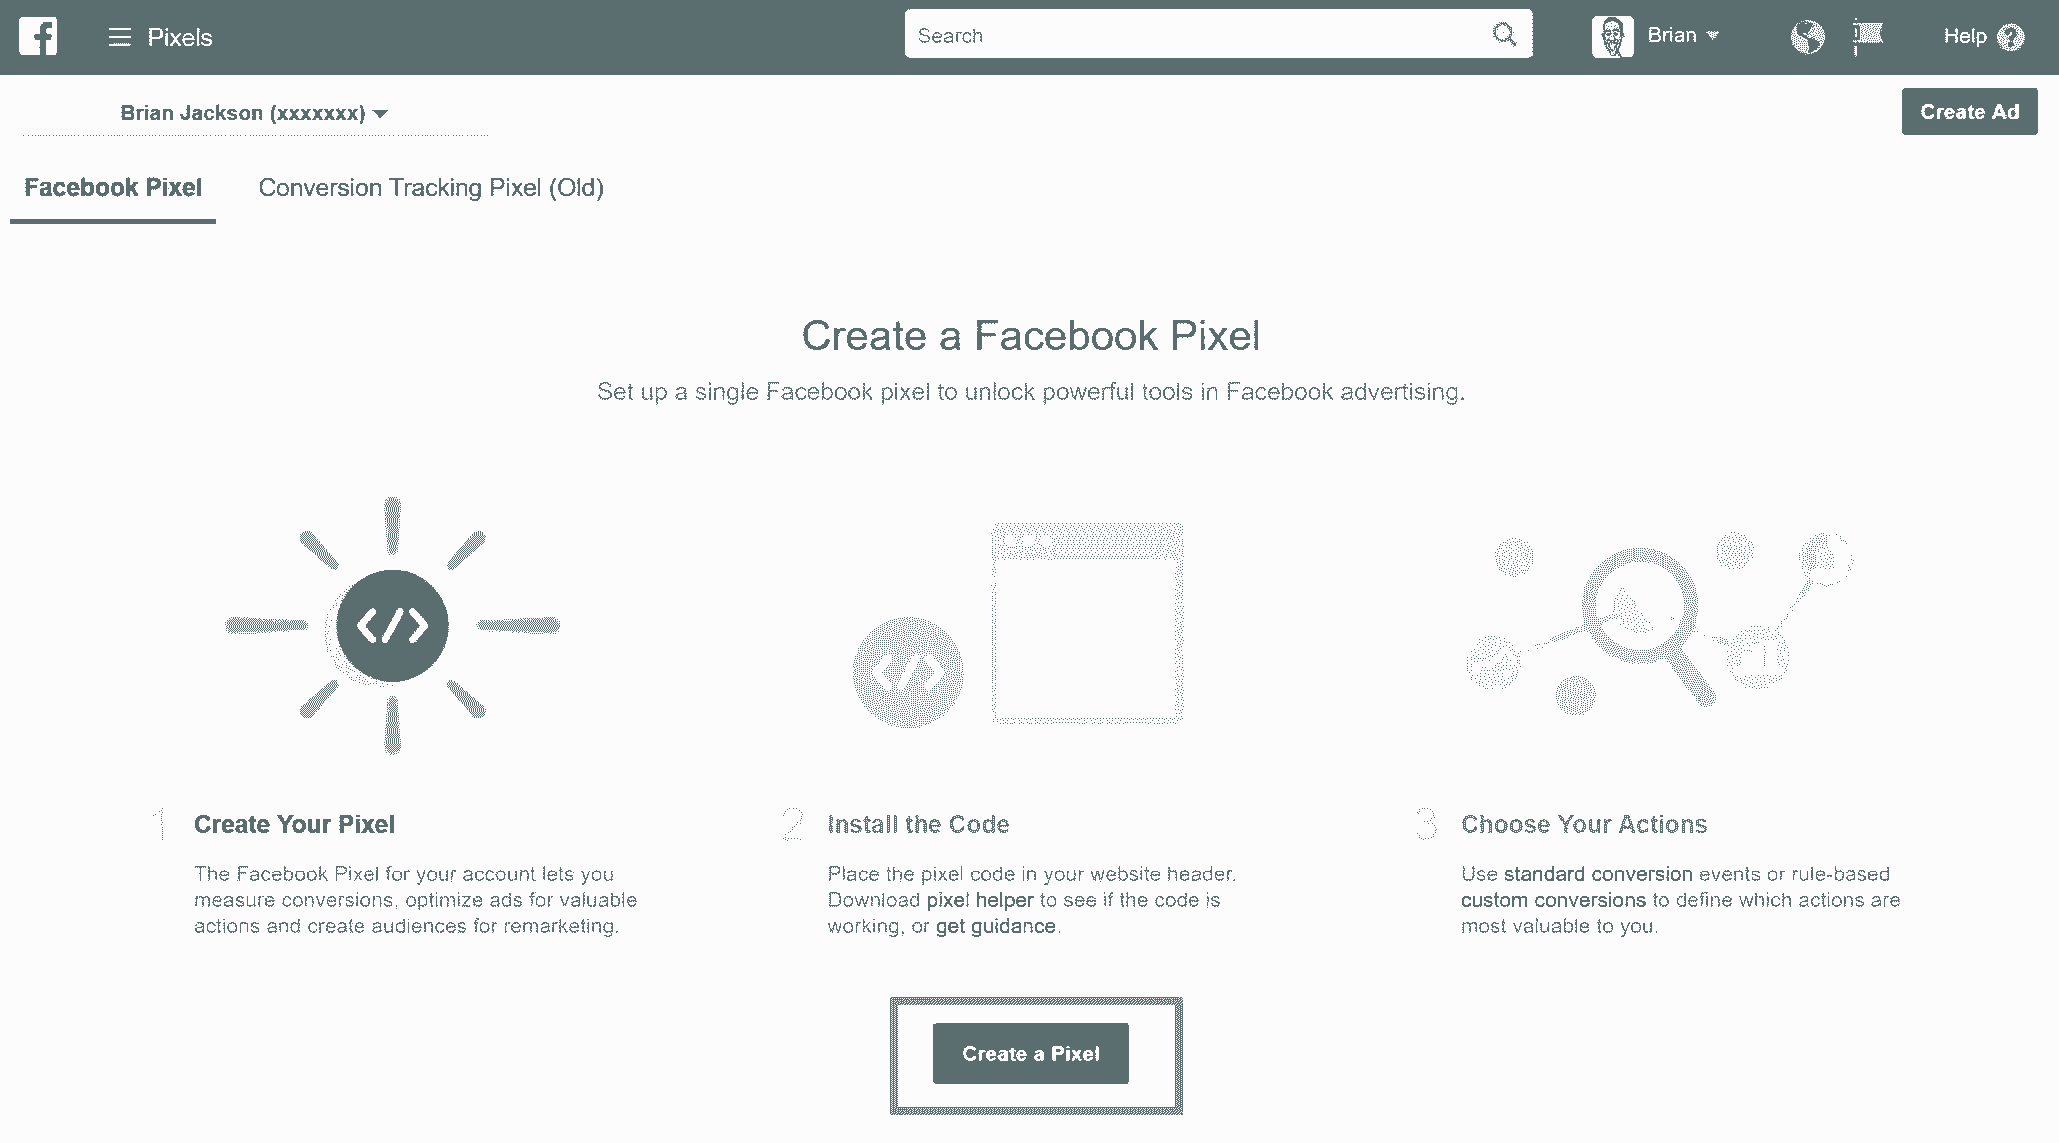 Pixels
Search
Brian
Help
Brian Jackson (xxxxxxx)
Create Ad
Facebook Pixel
Conversion Tracking Pixel (Old)
Create a Facebook Pixel
Set up a single Facebook pixel to unlock powerful tools in Facebook advertising.
1 Create Your Pixel
The Facebook Pixel for your account lets you
measure conversions, optimize ads for valuable
actions and create audiences for remarketing.
2 Install the Code
Place the pixel code in your website header.
Download pixel helper to see if the code is
working, or get guidance.
3 Choose Your Actions
Use standard conversion events or rule-based
custom conversions to define which actions are
most valuable to you.
Create a Pixel